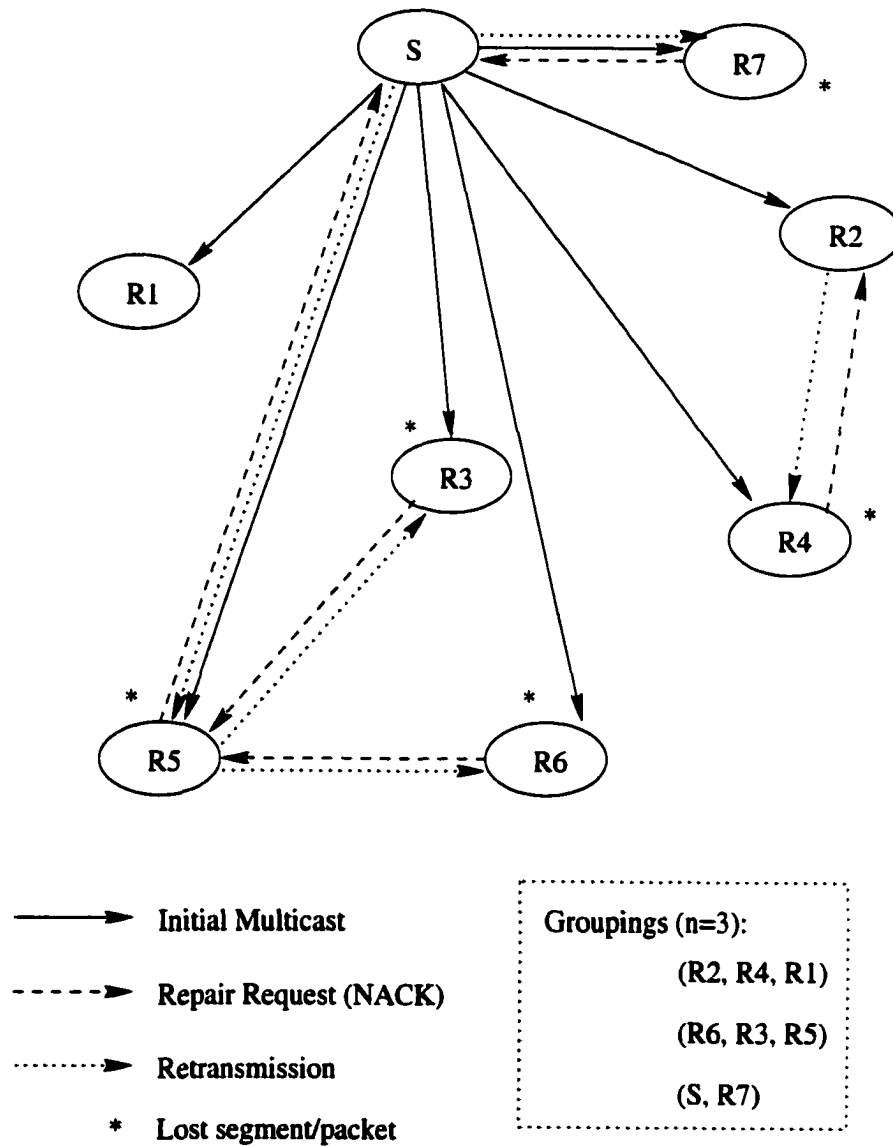 S
R7
*
R2
R1
*
R3
R4
*
*
*
R5
R6
Initial Multicast
Repair Request (NACK)
Retransmission
* Lost segment/packet
Groupings (n=3):
(R2, R4, R1)
(R6, R3, R5)
(S, R7)